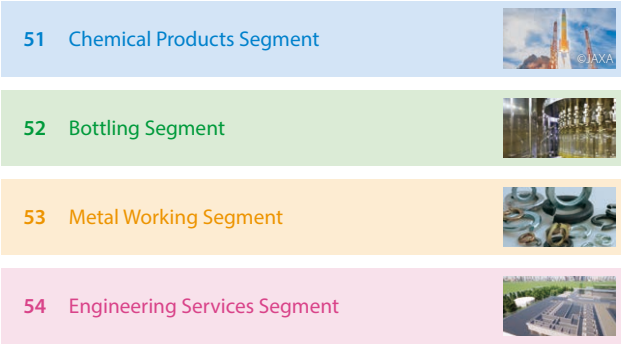 51 Chemical Products Segment
©JAXA
52 Bottling Segment
53 Metal Working Segment
54 Engineering Services Segment